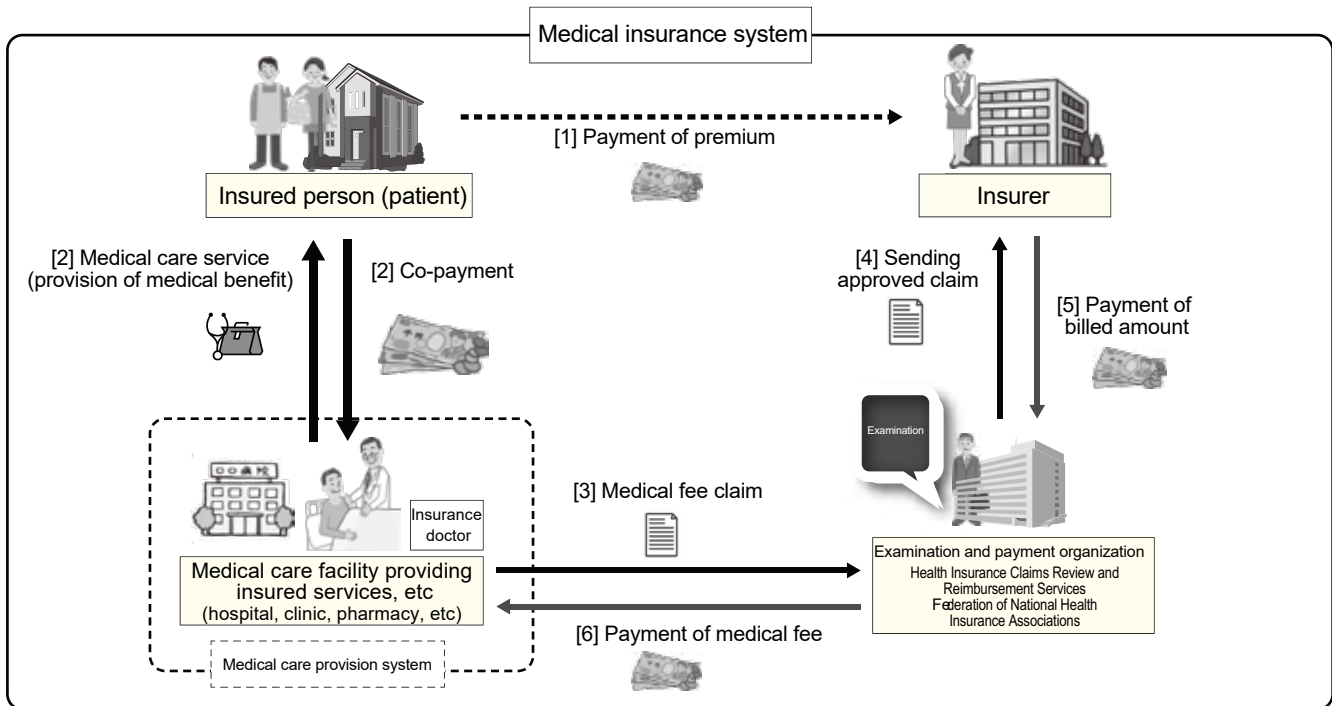 Medical insurance system
[1] Payment of premium
Insured person (patient)
Insurer
[2] Medical care service
(provision of medical benefit)
[2] Co-payment
[4] Sending
approved claim
[5] Payment of
billed amount
Examination
[3] Medical fee claim
Insurance
doctor
Medical care facility providing
insured services, etc
(hospital, clinic, pharmacy, etc)
Examination and payment organization
Health Insurance Claims Review and
Reimbursement Services
Federation of National Health
Insurance Associations
[6] Payment of medical fee
Medical care provision system